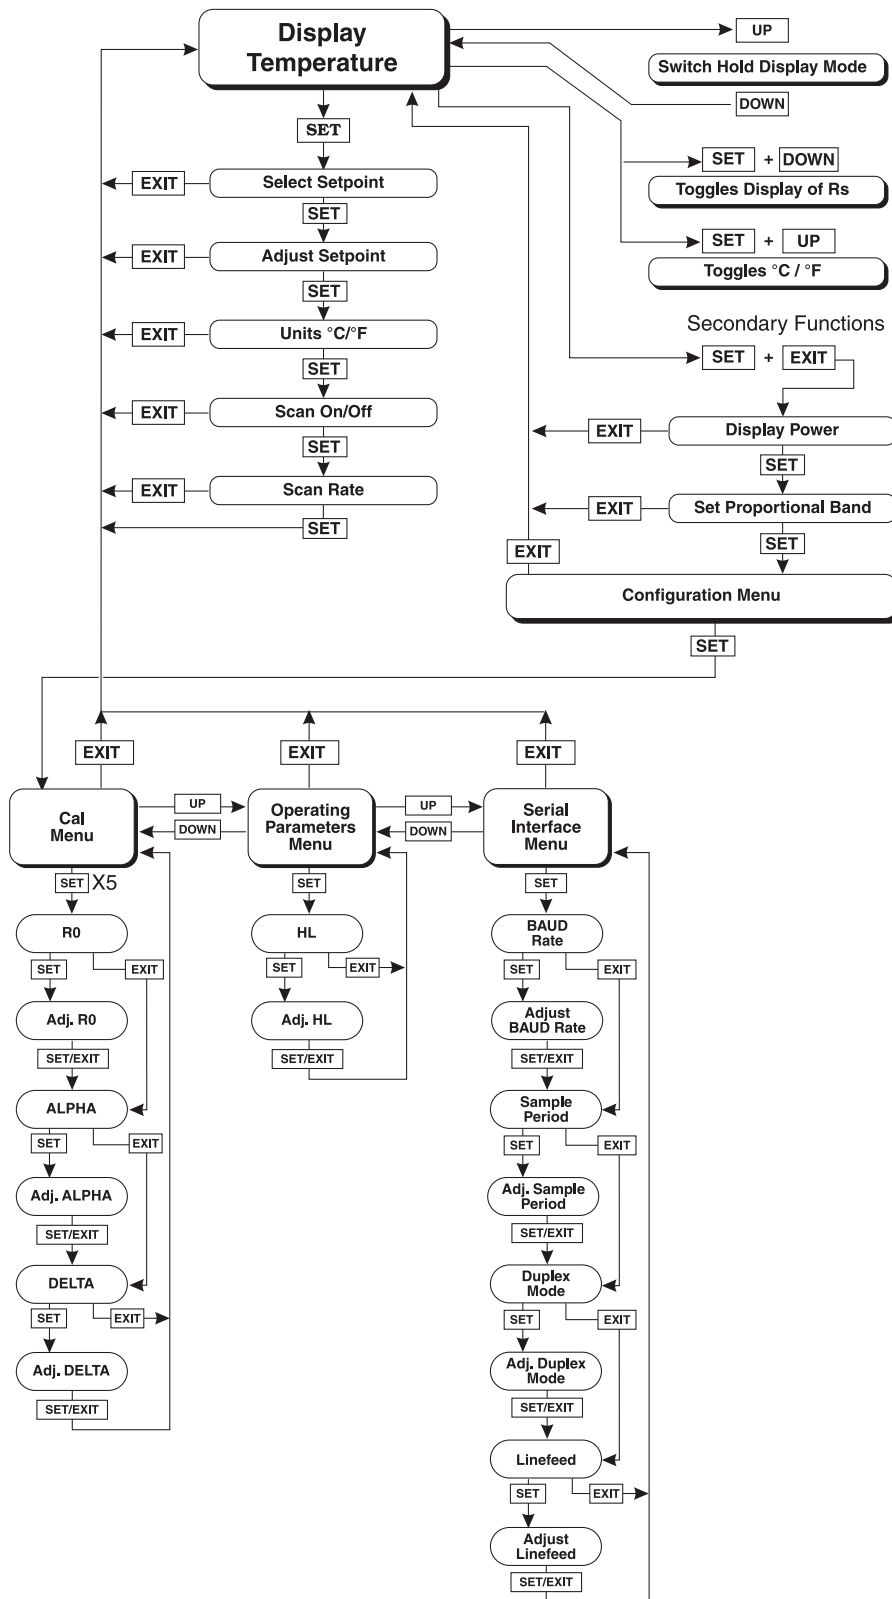 Display
Temperature
UP
Switch Hold Display Mode
DOWN
SET
SET + DOWN
Toggles Display of Rs
EXIT
Select Setpoint
SET
SET + UP
Toggles °C / °F
EXIT
Adjust Setpoint
SET
Secondary Functions
EXIT
Units °C/°F
SET + EXIT
SET
EXIT
Scan On/Off
EXIT
Display Power
SET
SET
EXIT
Scan Rate
EXIT
Set Proportional Band
SET
SET
EXIT
Configuration Menu
SET
EXIT
EXIT
EXIT
Cal
Menu
UP
DOWN
Operating
Parameters
Menu
UP
DOWN
Serial
Interface
Menu
SET X5
SET
SET
R0
HL
BAUD
Rate
SET
EXIT
SET
EXIT
SET
EXIT
Adj. R0
Adj. HL
Adjust
BAUD Rate
SET/EXIT
SET/EXIT
SET/EXIT
ALPHA
Sample
Period
SET
EXIT
SET
EXIT
Adj. ALPHA
Adj. Sample
Period
SET/EXIT
SET/EXIT
DELTA
Duplex
Mode
SET
EXIT
SET
EXIT
Adj. DELTA
Adj. Duplex
Mode
SET/EXIT
SET/EXIT
Linefeed
SET
EXIT
Adjust
Linefeed
SET/EXIT